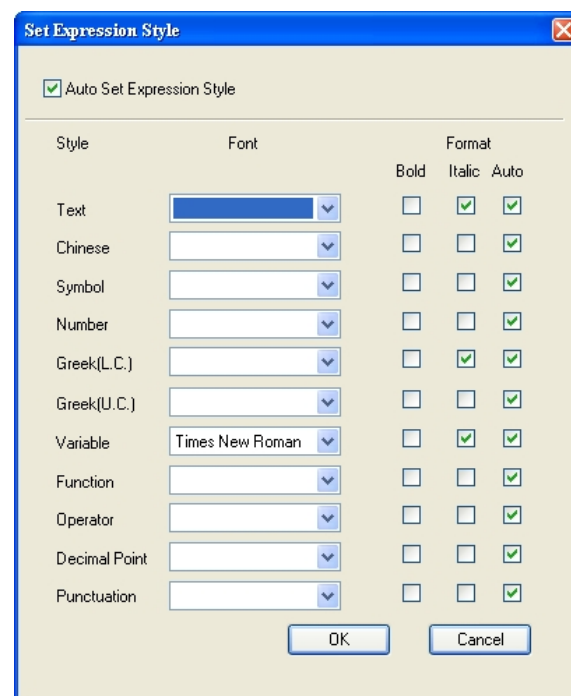 Set Expression Style
Auto Set Expression Style
Style Font Format
Bold Italic Auto
Text
Chinese
Symbol
Number
Greek(L.C.)
Greek(U.C.)
Variable Times New Roman
Function
Operator
Decimal Point
Punctuation
OK Cancel